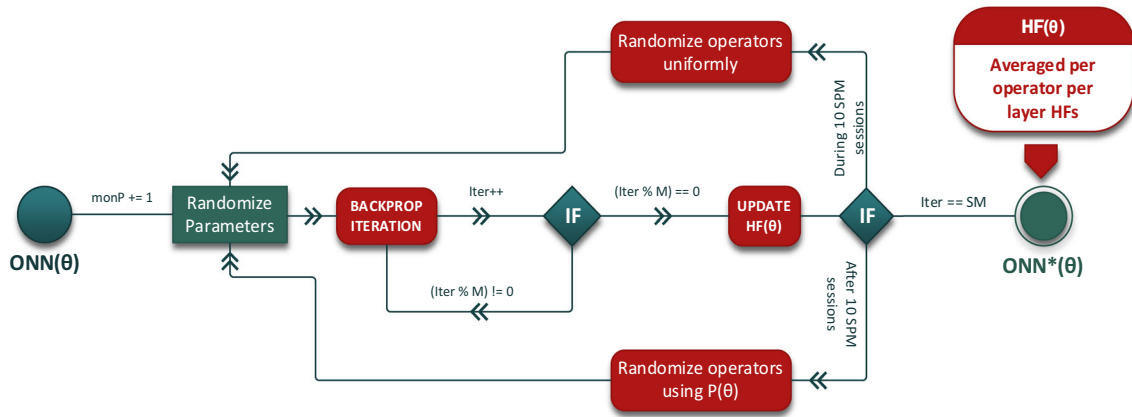 Randomize operators
uniformly
HF(θ)
Averaged per
operator per
layer HFs
During 10 SPM
sessions
monP += 1
Randomize
Parameters
BACKPROP
ITERATION
Iter++
IF
(Iter % M) == 0
UPDATE
HF(θ)
IF
Iter == SM
ONN(θ)
ONN*(θ)
(Iter % M) != 0
After 10 SPM
sessions
Randomize operators
using P(θ)